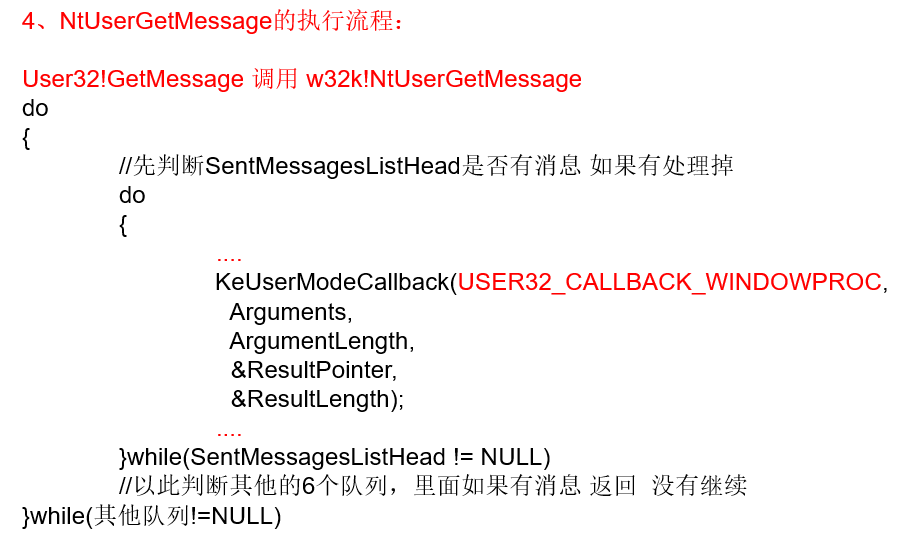 4、NtUserGetMessage的执行流程：
User32!GetMessage 调用 w32k!NtUserGetMessage
do
{
//先判断SentMessagesListHead是否有消息 如果有处理掉
do
{
....
KeUserModeCallback(USER32_CALLBACK_WINDOWPROC,
Arguments,
ArgumentLength,
&ResultPointer,
&ResultLength);
....
}while(SentMessagesListHead != NULL)
//以此判断其他的6个队列，里面如果有消息 返回 没有继续
}while(其他队列!=NULL)